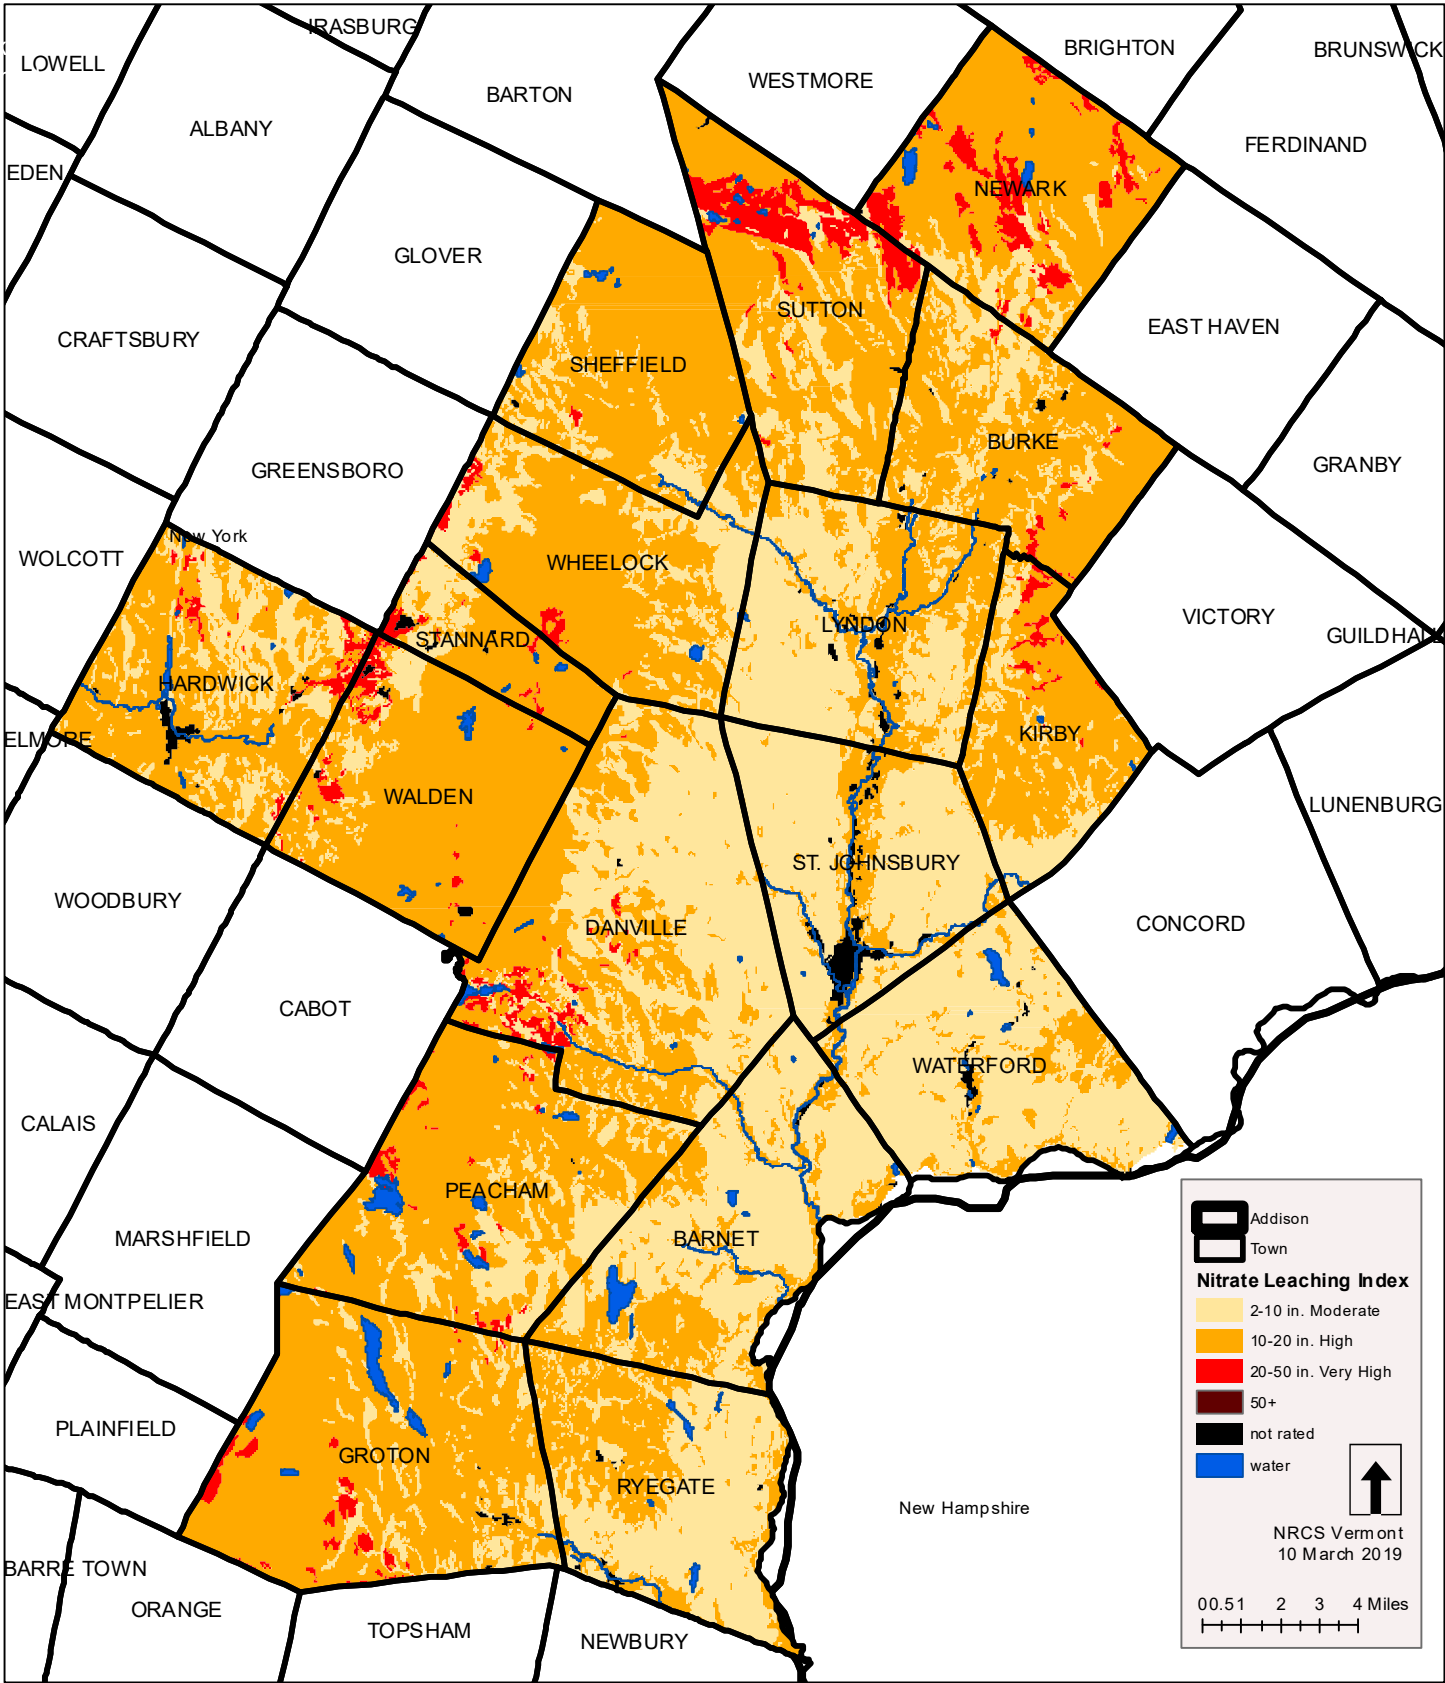 IRASBURG
BRIGHTON
BRUNSWICK
LOWELL
WESTMORE
BARTON
ALBANY
FERDINAND
EDEN
NEWARK
GLOVER
SUTTON
EAST HAVEN
CRAFTSBURY
SHEFFIELD
BURKE
GREENSBORO
GRANBY
New York
WOLCOTT
WHEELOCK
VICTORY
LYNDON
GUILDHALL
STANNARD
HARDWICK
KIRBY
ELMORE
WALDEN
LUNENBURG
ST. JOHNSBURY
WOODBURY
DANVILLE
CONCORD
CABOT
WATERFORD
CALAIS
PEACHAM
MARSHFIELD
BARNET
EAST MONTPELIER
PLAINFIELD
GROTON
RYEGATE
New Hampshire
BARRE TOWN
ORANGE
TOPSHAM
NEWBURY
Addison
Town
Nitrate Leaching Index
2-10 in. Moderate
10-20 in. High
20-50 in. Very High
50+
not rated
water
NRCS Vermont
10 March 2019
0 0.5 1 2 3 4 Miles